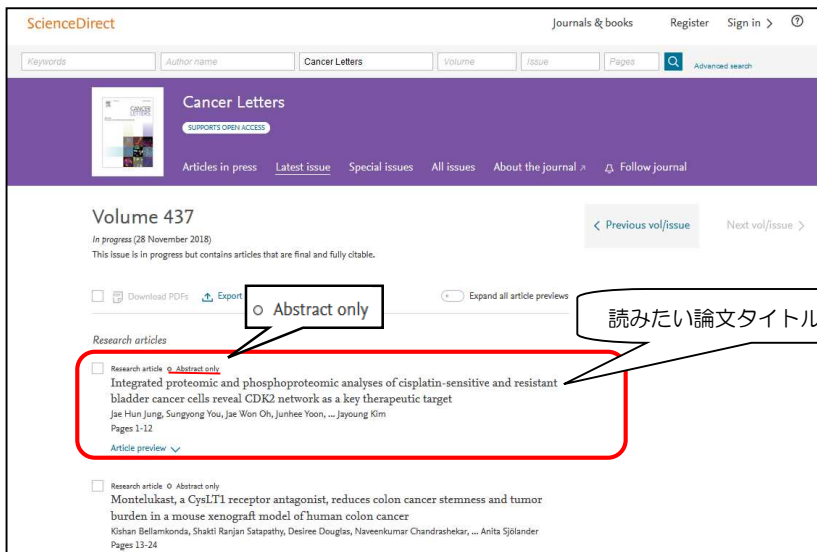 ScienceDirect
Journals & books Register Sign in >
Keywords Author name Cancer Letters Volume Issue Pages Advanced search
CANCER LETTERS
Cancer Letters
SUPPORTS OPEN ACCESS
Articles in press Latest issue Special issues All issues About the journal Follow journal
Volume 437
In progress (28 November 2018)
This issue is in progress but contains articles that are final and fully citable.
< Previous vol/issue Next vol/issue >
Download PDFs Export Expand all article previews
Abstract only
読みたい論文タイトル
Research articles
Research article Abstract only
Integrated proteomic and phosphoproteomic analyses of cisplatin-sensitive and resistant
bladder cancer cells reveal CDK2 network as a key therapeutic target
Jae Hun Jung, Sungyong You, Jae Won Oh, Junhee Yoon, ... Jayoung Kim
Pages 1-12
Article preview
Research article Abstract only
Montelukast, a CysLT1 receptor antagonist, reduces colon cancer stemness and tumor
burden in a mouse xenograft model of human colon cancer
Kishan Bellamkonda, Shakti Ranjan Satapathy, Desiree Douglas, Naveenkumar Chandrashekar, ... Anita Sjölander
Pages 13-24